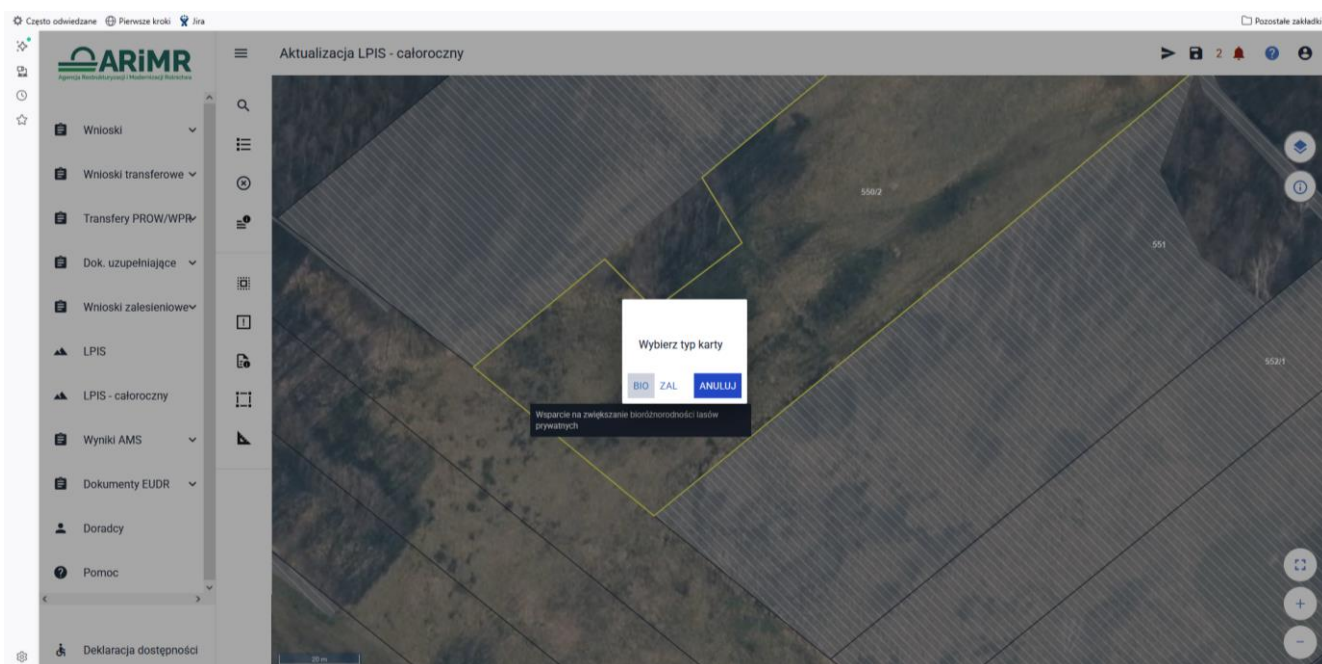 Często odwiedzane Pierwsze kroki Jira Pozostałe zakładki
ARiMR
Agencja Restrukturyzacji i Modernizacji Rolnictwa
Aktualizacja LPIS - całoroczny
2
Wnioski
Wnioski transferowe
Transfery PROW/WPR
Dok. uzupełniające
Wnioski zalesieniowe
LPIS
LPIS - całoroczny
Wyniki AMS
Dokumenty EUDR
Doradcy
Pomoc
Deklaracja dostępności
550/2
551
552/1
Wybierz typ karty
BIO ZAL ANULUJ
Wsparcie na zwiększanie bioróżnorodności lasów
prywatnych
20 m